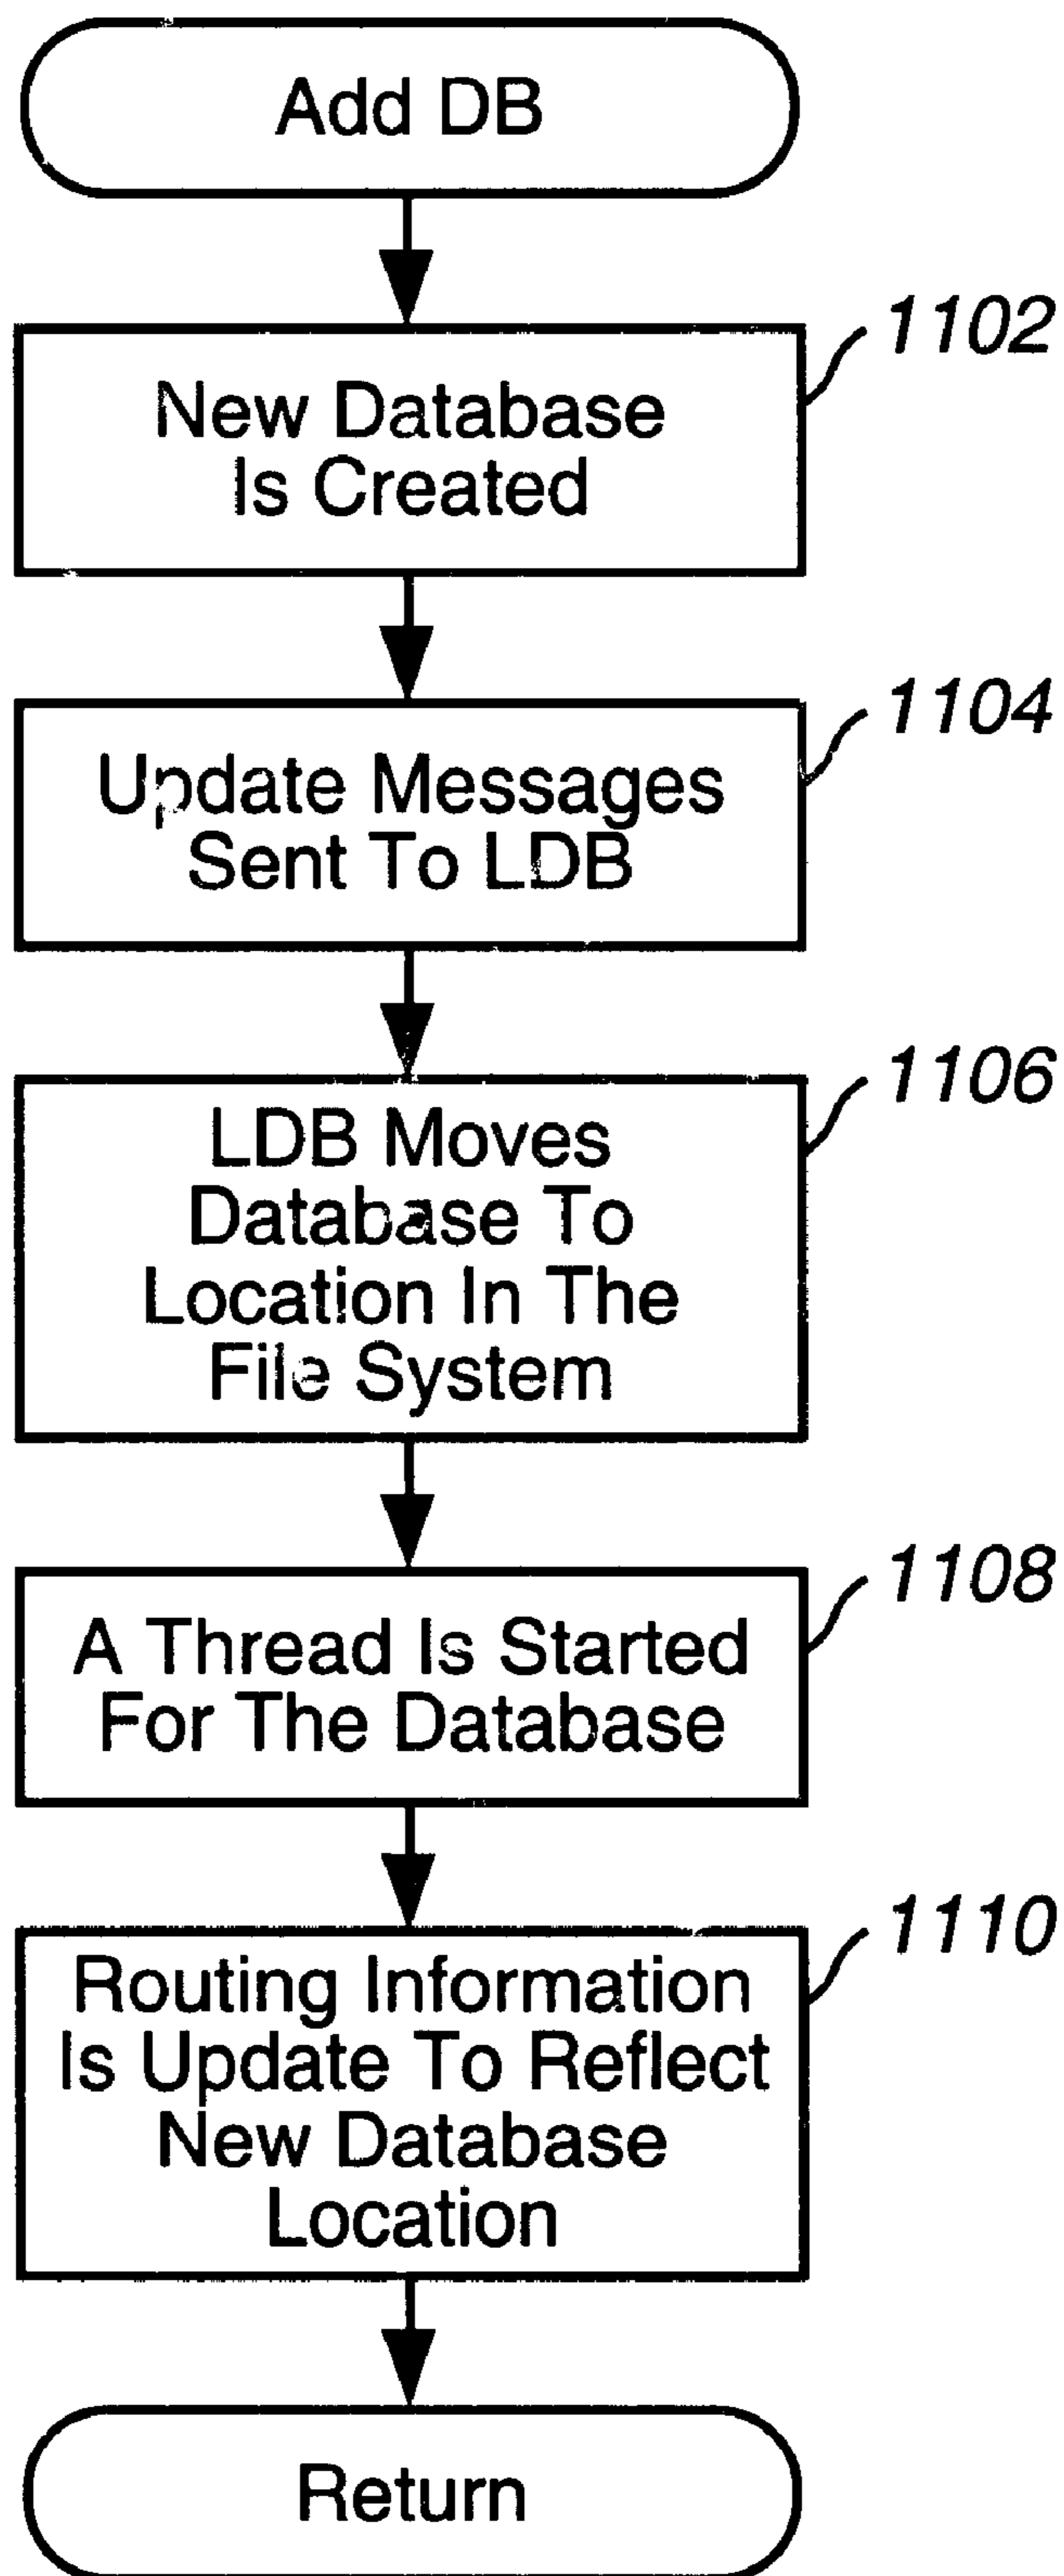 Add DB
1102
New Database
Is Created
1104
Update Messages
Sent To LDB
1106
LDB Moves
Database To
Location In The
File System
1108
A Thread Is Started
For The Database
1110
Routing Information
Is Update To Reflect
New Database
Location
Return